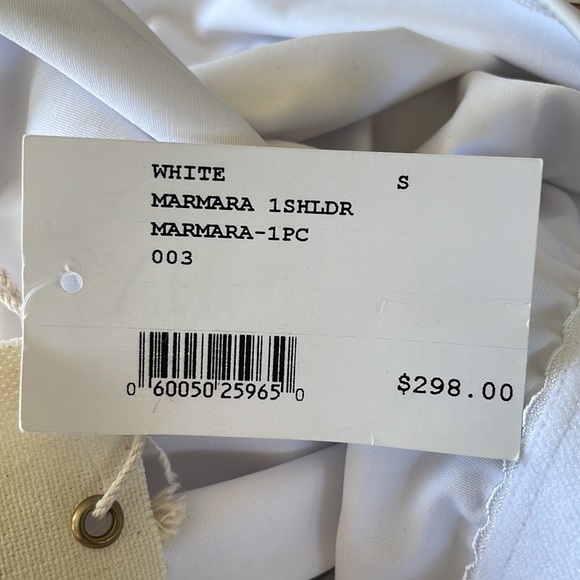 WHITE S
MARMARA 1SHLDR
MARMARA-1PC
003
0 60050 25965 0 $298.00